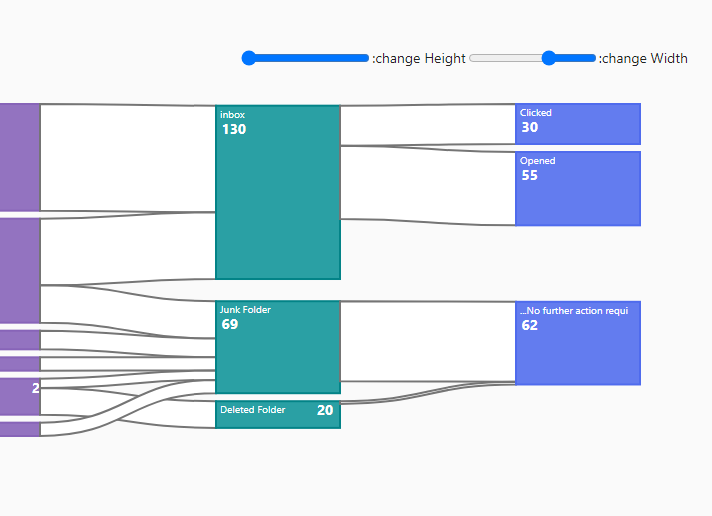 :change Height :change Width
inbox
130
Clicked
30
Opened
55
Junk Folder
69
...No further action requi
62
2
Deleted Folder 20